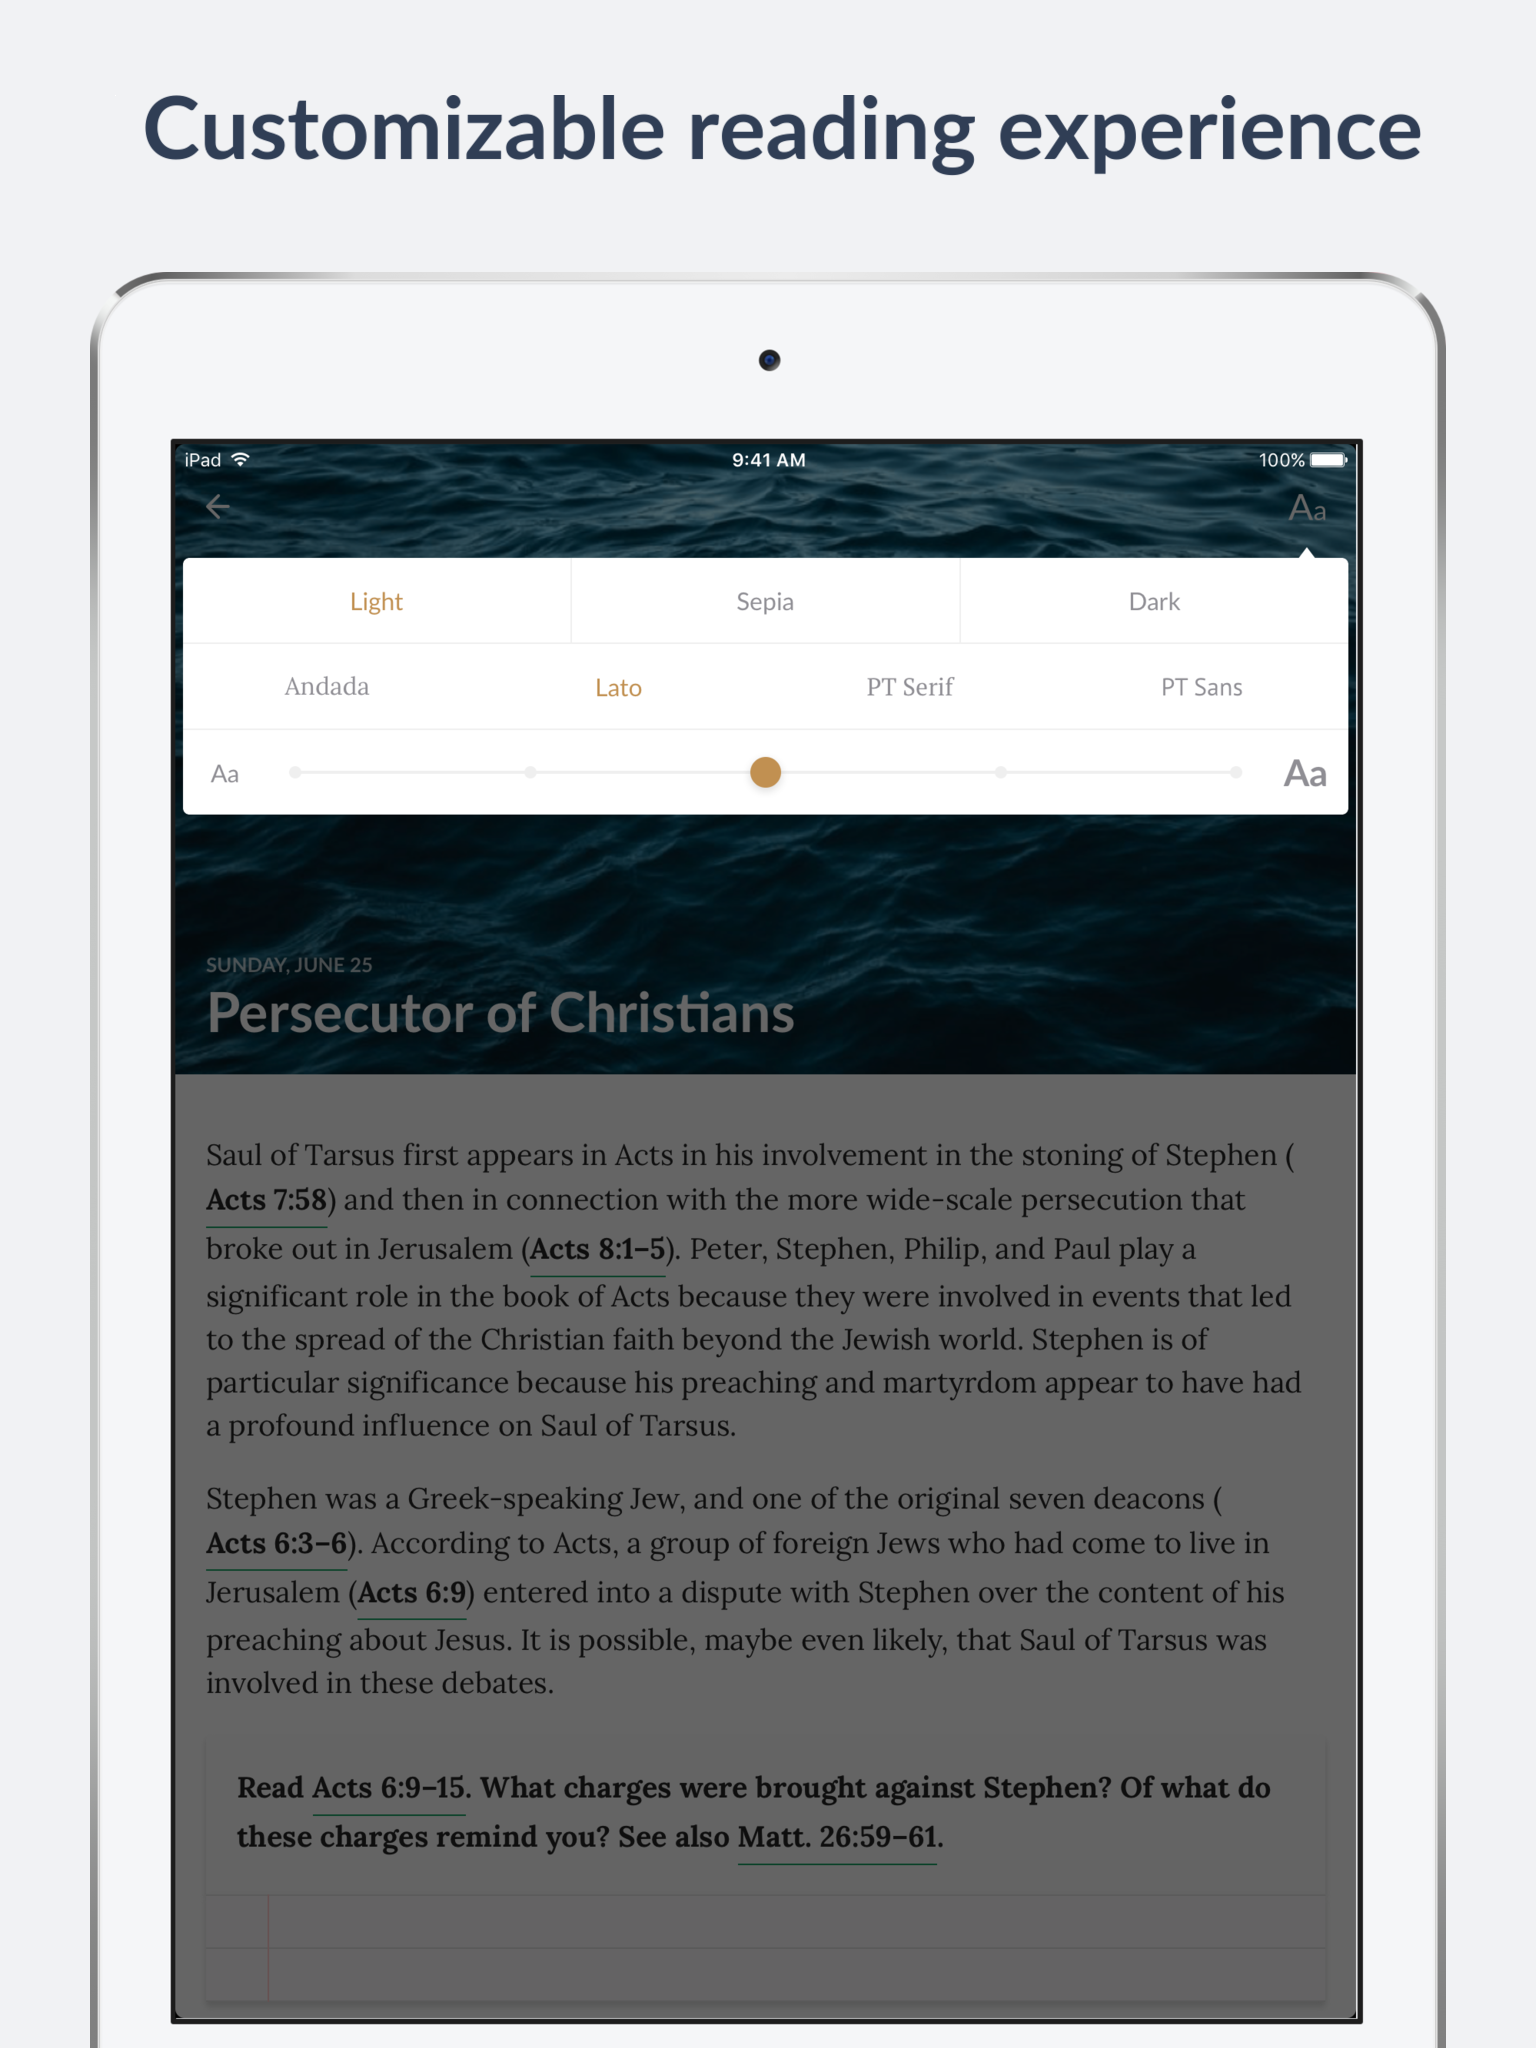 Customizable reading experience
iPad 9:41 AM 100%
Aa
Light Sepia Dark
Andada Lato PT Serif PT Sans
Aa Aa
SUNDAY, JUNE 25
Persecutor of Christians
Saul of Tarsus first appears in Acts in his involvement in the stoning of Stephen (
Acts 7:58) and then in connection with the more wide-scale persecution that
broke out in Jerusalem (Acts 8:1–5). Peter, Stephen, Philip, and Paul play a
significant role in the book of Acts because they were involved in events that led
to the spread of the Christian faith beyond the Jewish world. Stephen is of
particular significance because his preaching and martyrdom appear to have had
a profound influence on Saul of Tarsus.
Stephen was a Greek-speaking Jew, and one of the original seven deacons (
Acts 6:3–6). According to Acts, a group of foreign Jews who had come to live in
Jerusalem (Acts 6:9) entered into a dispute with Stephen over the content of his
preaching about Jesus. It is possible, maybe even likely, that Saul of Tarsus was
involved in these debates.
Read Acts 6:9–15. What charges were brought against Stephen? Of what do
these charges remind you? See also Matt. 26:59–61.